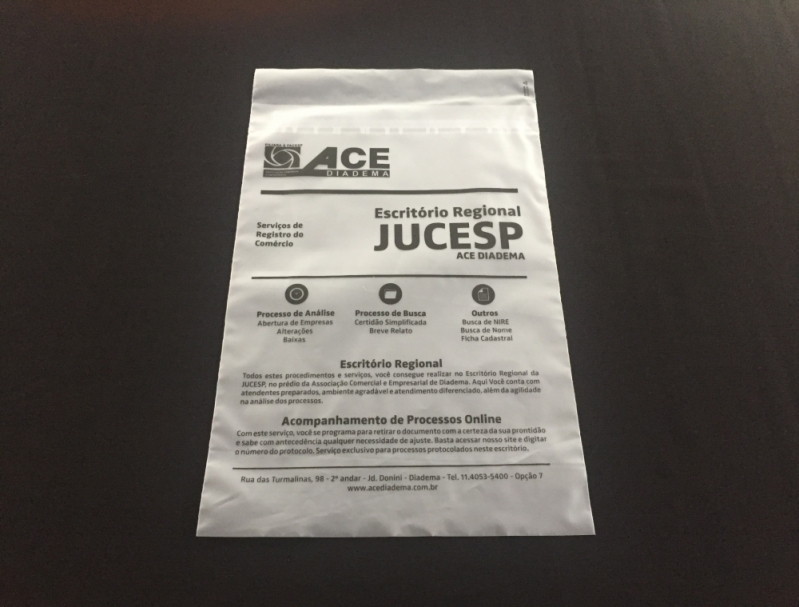 ACE
DIADEMA
Serviços de
Registro do
Comércio
Escritório Regional
JUCESP
ACE DIADEMA
Processo de Análise
Abertura de Empresas
Alterações
Baixas
Processo de Busca
Certidão Simplificada
Breve Relato
Outros
Busca de NIRE
Busca de Nome
Ficha Cadastral
Escritório Regional
Todos estes procedimentos e serviços, você consegue realizar no Escritório Regional da
JUCESP, no prédio da Associação Comercial e Empresarial de Diadema. Aqui Você conta com
atendentes preparados, ambiente agradável e atendimento diferenciado, além da agilidade
na análise dos processos.
Acompanhamento de Processos Online
Com este serviço, você se programa para retirar o documento com a certeza da sua prontidão
e sabe com antecedência qualquer necessidade de ajuste. Basta acessar nosso site e digitar
o número do protocolo. Serviço exclusivo para processos protocolados neste escritório.
Rua das Turmalinas, 98 - 2º andar - Jd. Donini - Diadema - Tel. 11.4053-5400 - Opção 7
www.acediadema.com.br